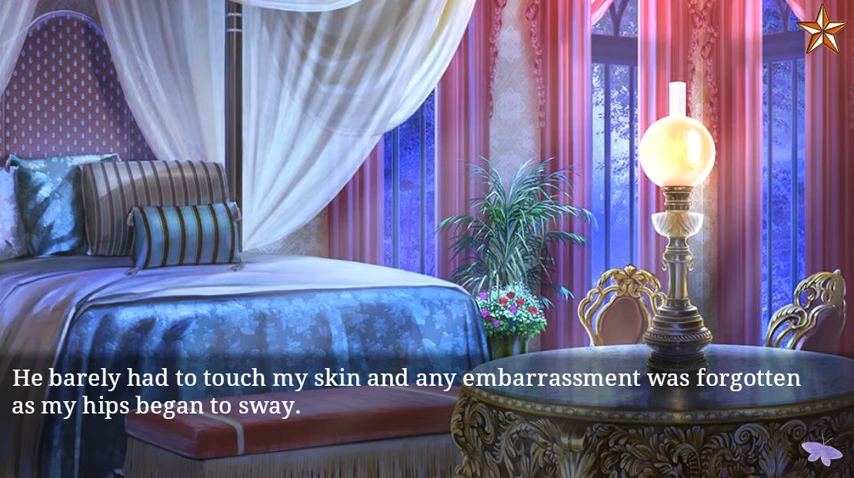 He barely had to touch my skin and any embarrassment was forgotten
as my hips began to sway.